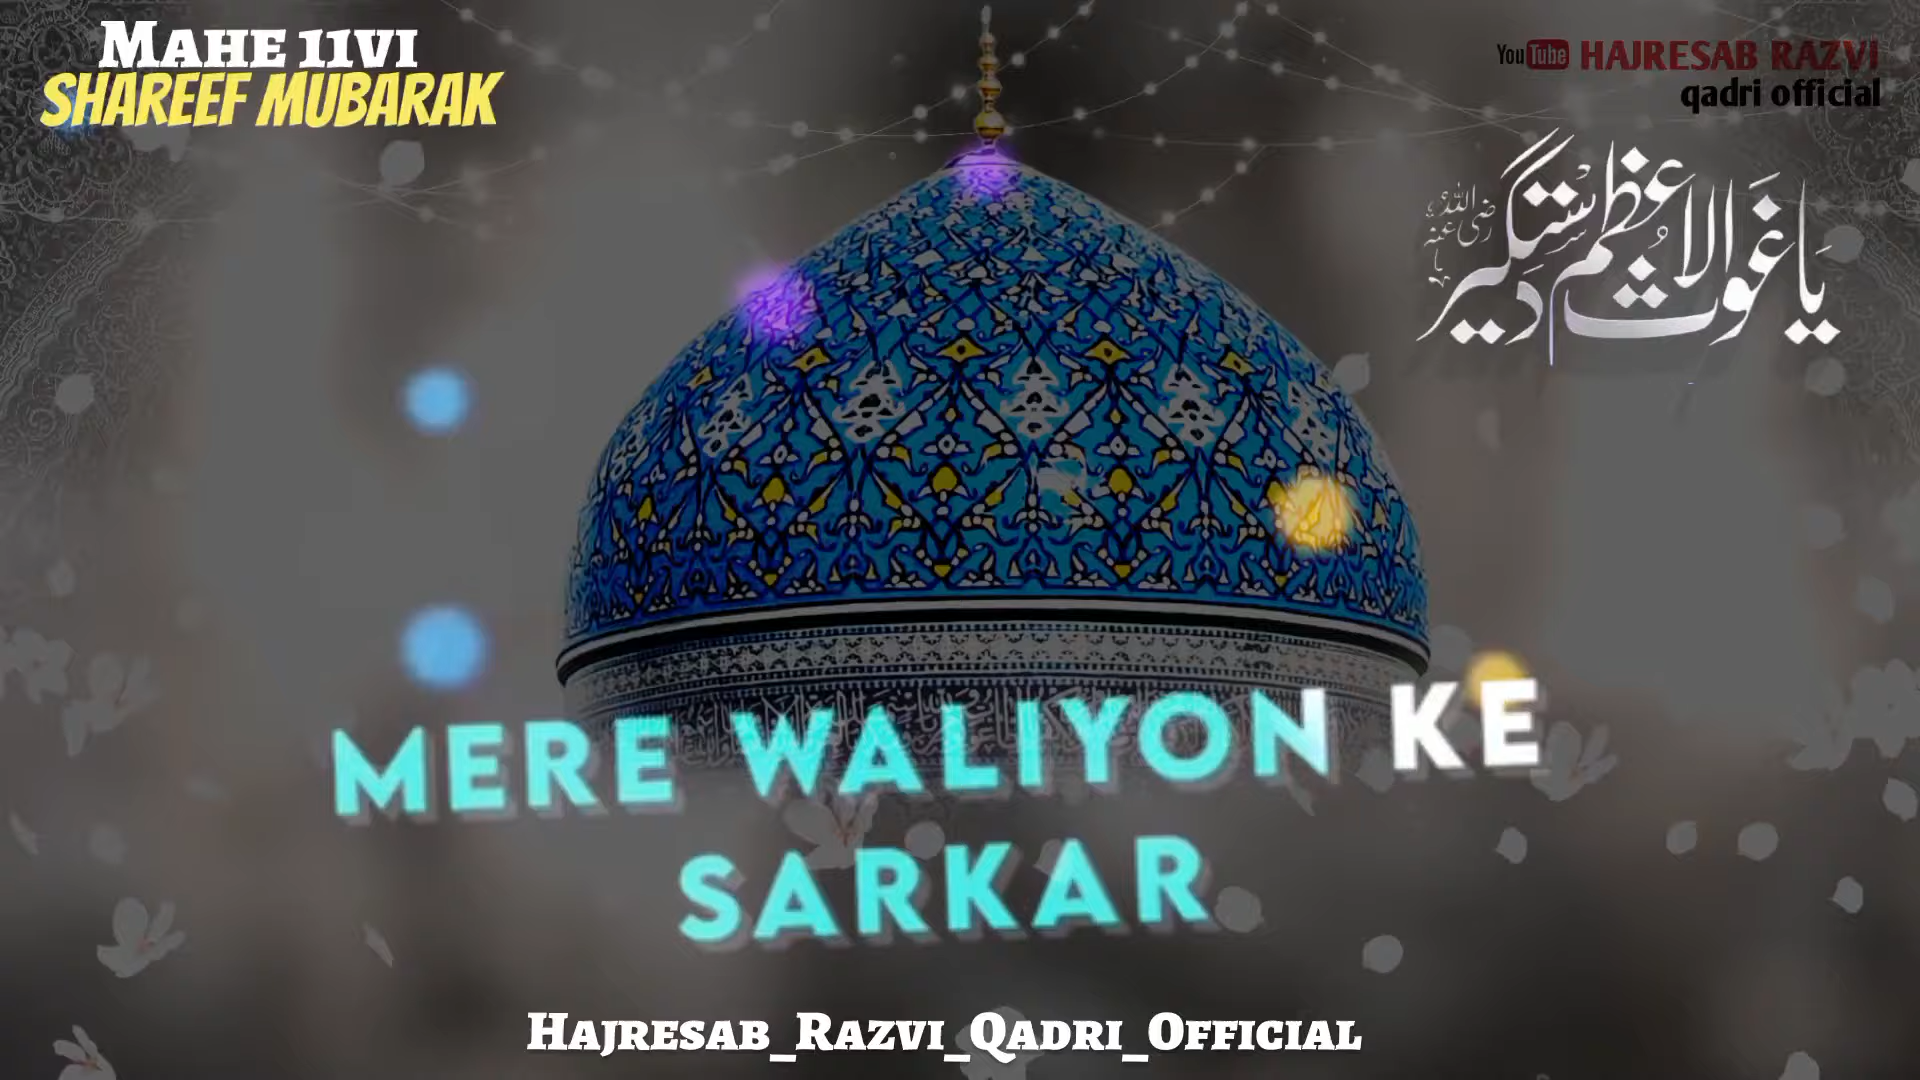 MAHE 11VI
SHAREEF MUBARAK
YouTube HAJRESAB RAZVI
qadri official
یا غوث الاعظم دستگیر
رضی اللہ عنہ
MERE WALIYON KE
SARKAR
HAJRESAB_RAZVI_QADRI_OFFICIAL